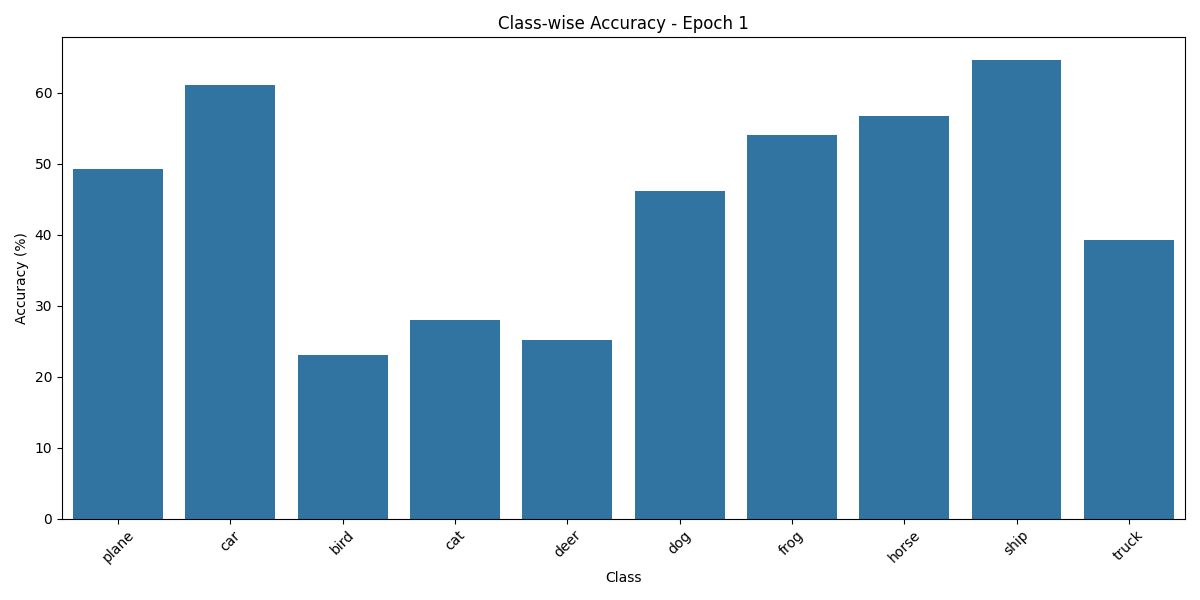 Class-wise Accuracy - Epoch 1
Accuracy (%)
60
50
40
30
20
10
0
plane
car
bird
cat
deer
dog
frog
horse
ship
truck
Class